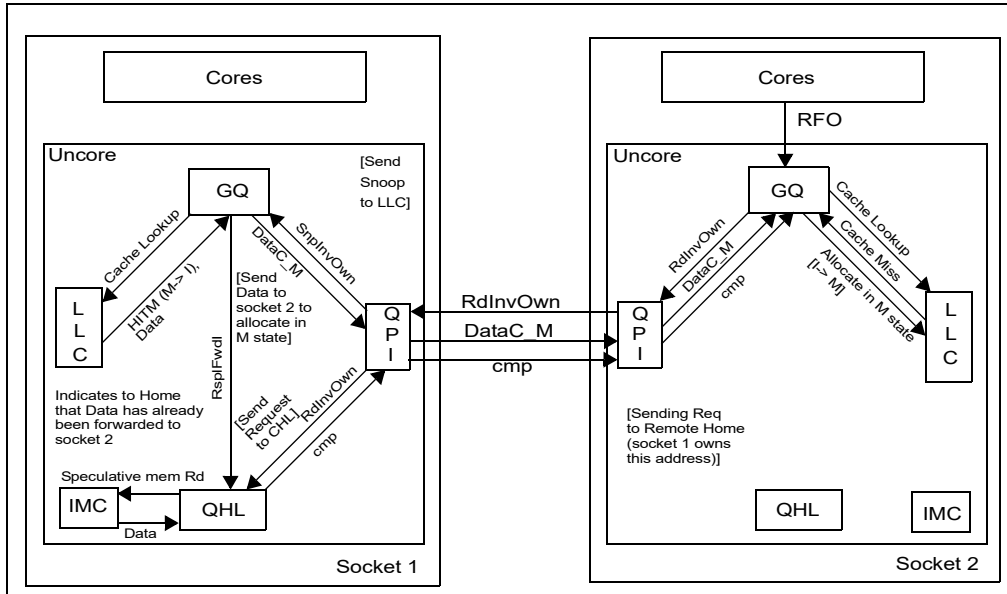 Cores
Uncore
[Send
Snoop
to LLC]
GQ
Cache Lookup
HITM (M-> I),
Data
L
L
C
RspIFwdI
DataC_M
SnpInvOwn
[Send
Data to
socket 2 to
allocate in
M state]
Q
P
I
Indicates to Home
that Data has already
been forwarded to
socket 2
[Send
Request
to CHL]
RdInvOwn
cmp
Speculative mem Rd
IMC
Data
QHL
Socket 1
RdInvOwn
DataC_M
cmp
Cores
RFO
Uncore
GQ
RdInvOwn
DataC_M
cmp
Cache Lookup
Cache Miss
Allocate in M state
[I-> M]
Q
P
I
L
L
C
[Sending Req
to Remote Home
(socket 1 owns
this address)]
QHL
IMC
Socket 2